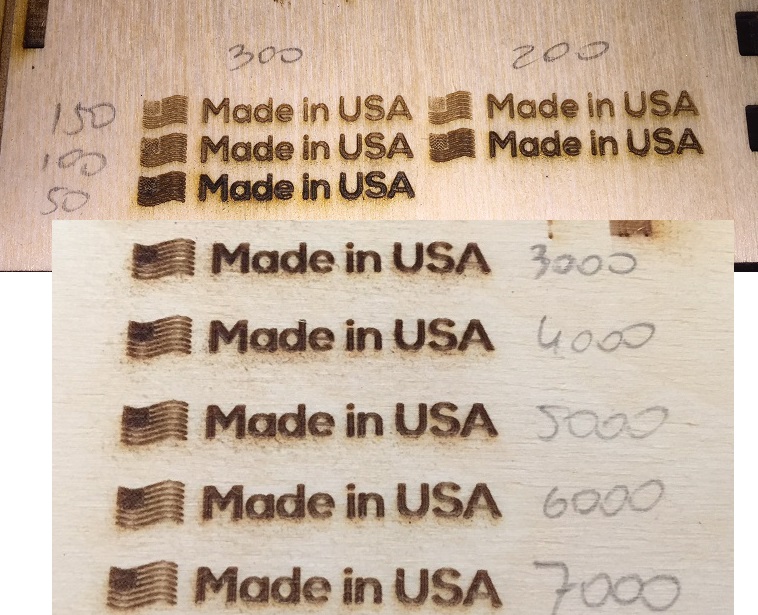 300 200
150 Made in USA Made in USA
100 Made in USA Made in USA
50 Made in USA
Made in USA 3000
Made in USA 4000
Made in USA 5000
Made in USA 6000
Made in USA 7000